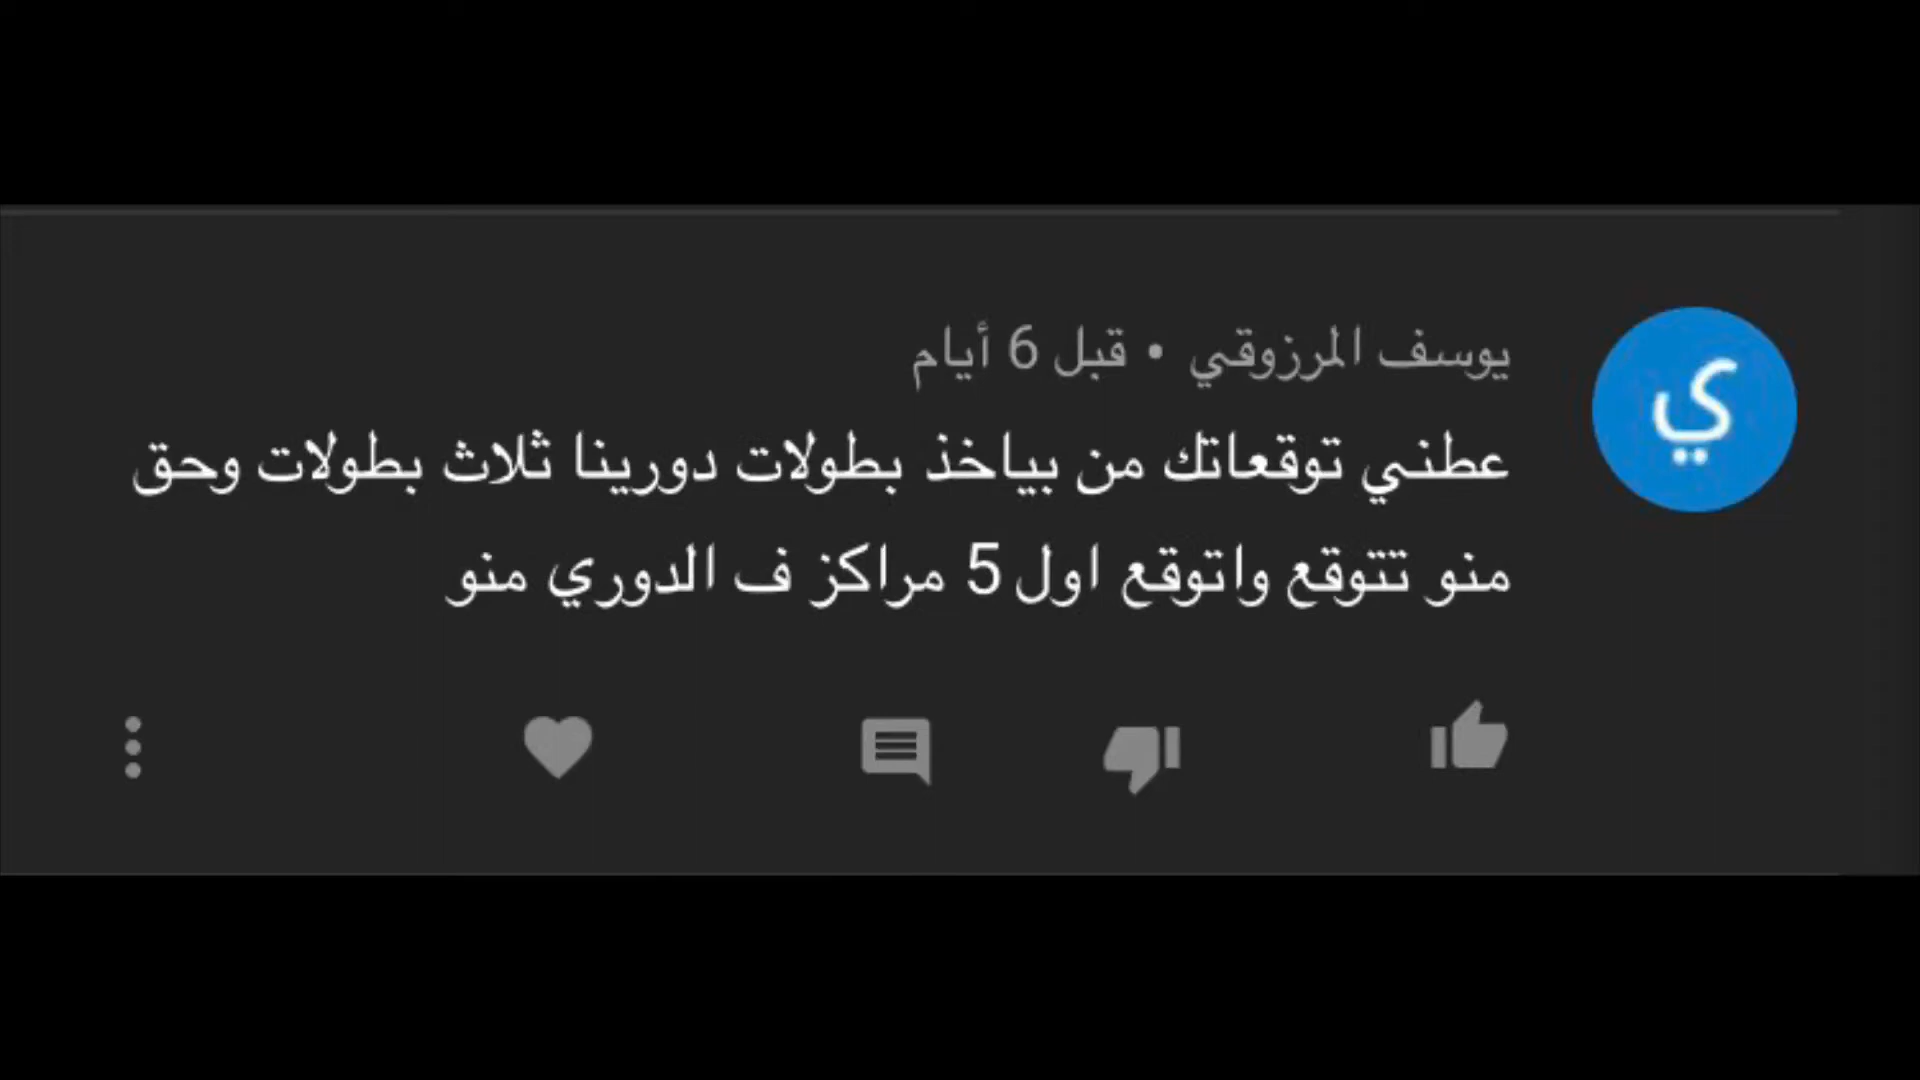 يوسف المرزوقي • قبل 6 أيام
ي
عطني توقعاتك من بياخذ بطولات دورينا ثلاث بطولات وحق
منو تتوقع واتوقع اول 5 مراكز ف الدوري منو